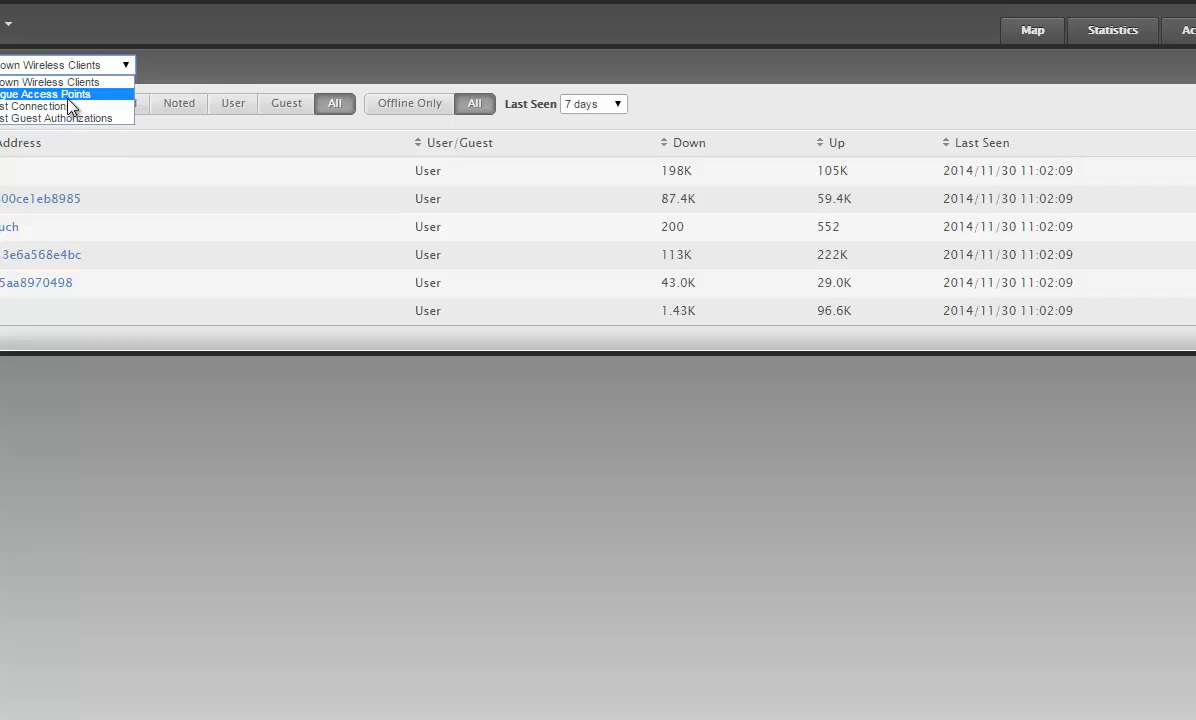 Map Statistics Ac
own Wireless Clients
own Wireless Clients
gue Access Points
st Connection
st Guest Authorizations
Noted User Guest All Offline Only All Last Seen 7 days
Address User/Guest Down Up Last Seen
User 198K 105K 2014/11/30 11:02:09
00ce1eb8985 User 87.4K 59.4K 2014/11/30 11:02:09
uch User 200 552 2014/11/30 11:02:09
3e6a568e4bc User 113K 222K 2014/11/30 11:02:09
5aa8970498 User 43.0K 29.0K 2014/11/30 11:02:09
User 1.43K 96.6K 2014/11/30 11:02:09